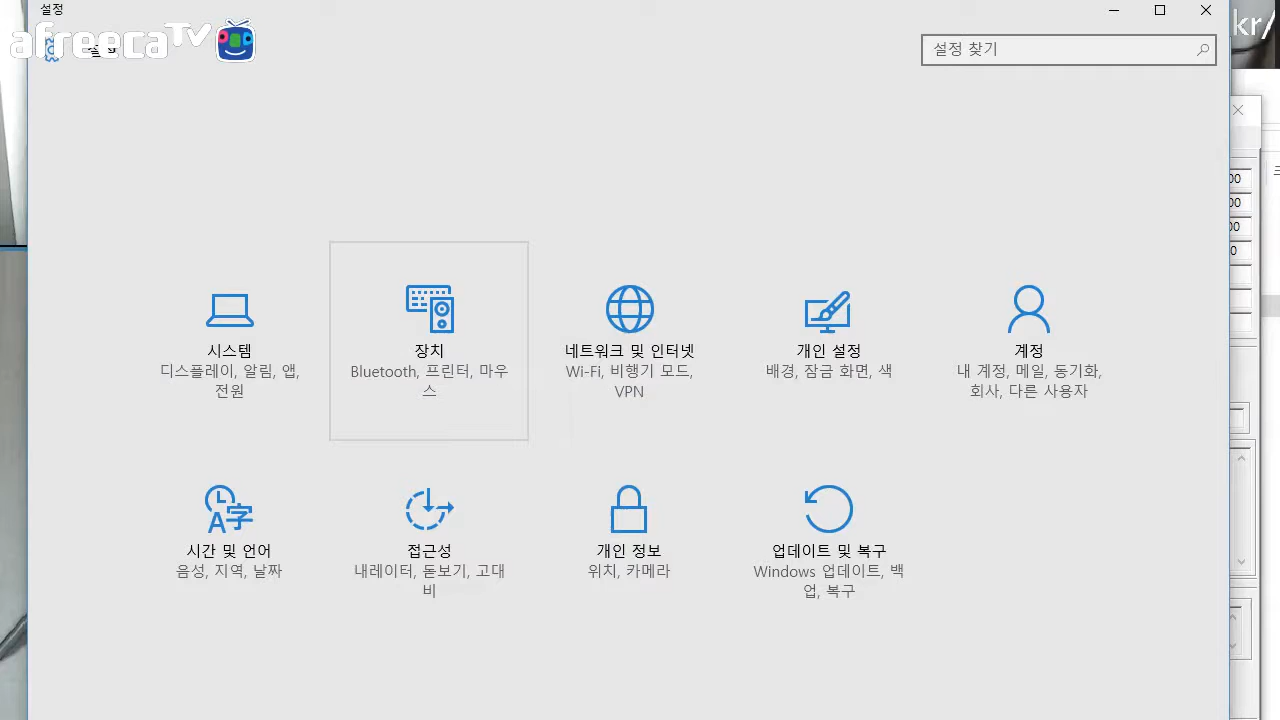 설정
afreecaTV
kr/
설정 찾기
00
00
00
0
시스템
디스플레이, 알림, 앱,
전원
장치
Bluetooth, 프린터, 마우
스
네트워크 및 인터넷
Wi-Fi, 비행기 모드,
VPN
개인 설정
배경, 잠금 화면, 색
계정
내 계정, 메일, 동기화,
회사, 다른 사용자
시간 및 언어
음성, 지역, 날짜
접근성
내레이터, 돋보기, 고대
비
개인 정보
위치, 카메라
업데이트 및 복구
Windows 업데이트, 백
업, 복구